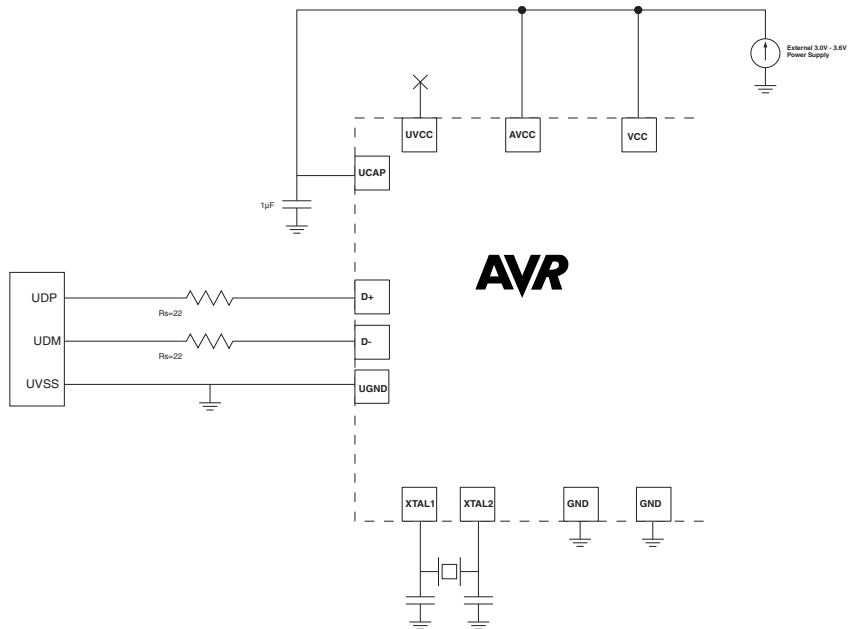 External 3.0V - 3.6V
Power Supply
UVCC
AVCC
VCC
UCAP
1µF
AVR
UDP
D+
Rs=22
UDM
D-
Rs=22
UVSS
UGND
XTAL1
XTAL2
GND
GND